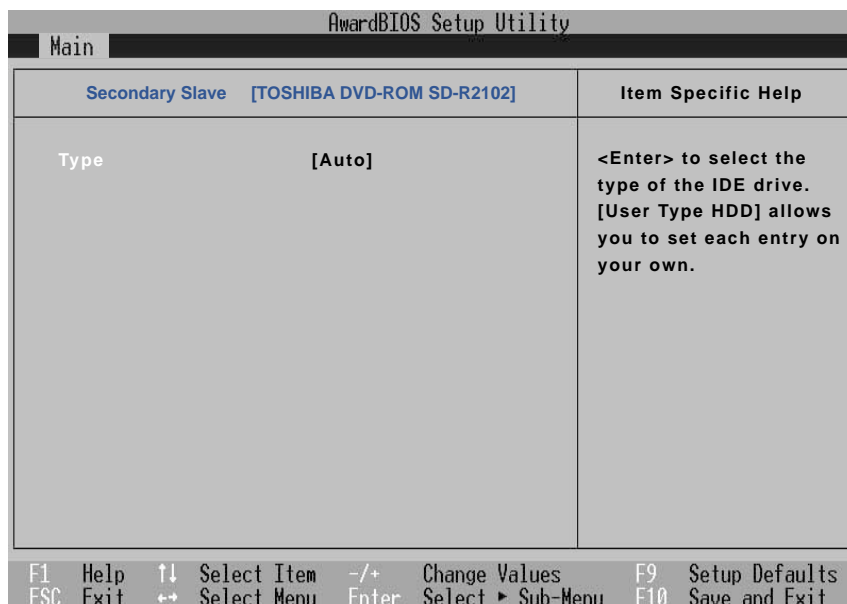 AwardBIOS Setup Utility
Main
Secondary Slave [TOSHIBA DVD-ROM SD-R2102] Item Specific Help
Type [Auto]
<Enter> to select the
type of the IDE drive.
[User Type HDD] allows
you to set each entry on
your own.
F1 Help ↑↓ Select Item -/+ Change Values F9 Setup Defaults
ESC Exit ←→ Select Menu Enter Select ► Sub-Menu F10 Save and Exit